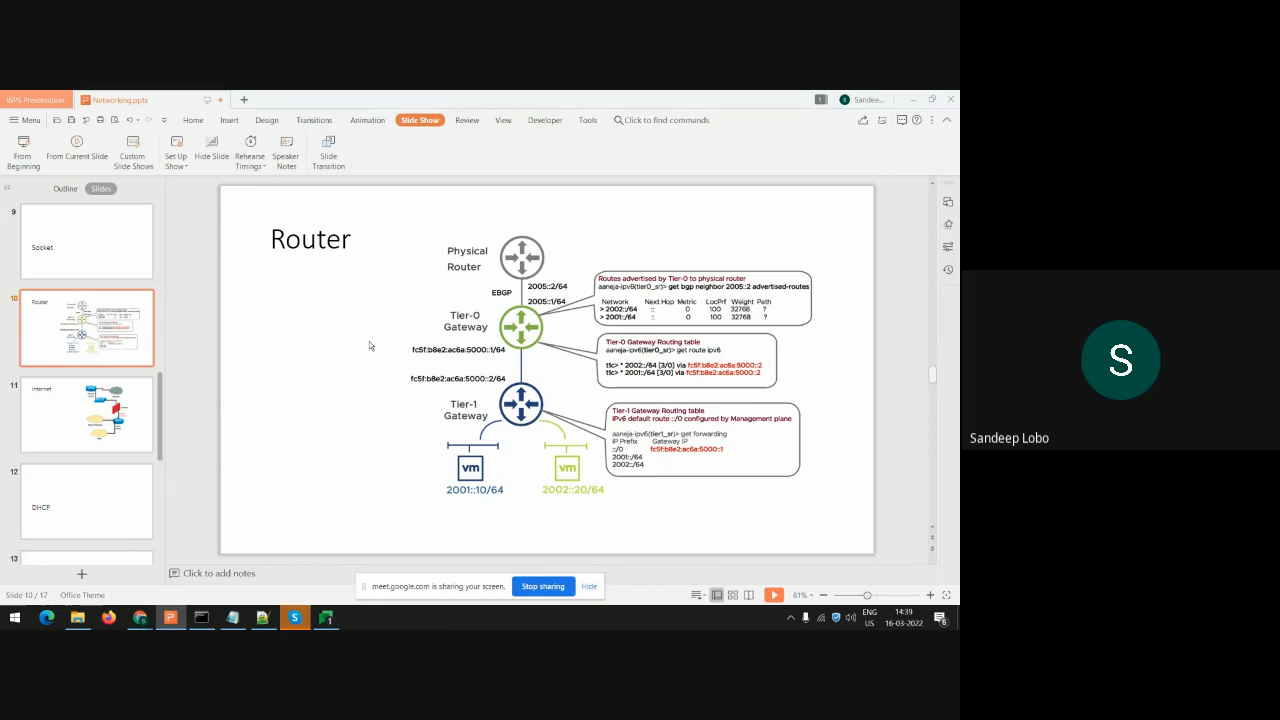 WPS Presentation
Networking.pptx
1
Sandee...
Menu
Home
Insert
Design
Transitions
Animation
Slide Show
Review
View
Developer
Tools
Click to find commands
From Beginning
From Current Slide
Custom Slide Shows
Set Up Show
Hide Slide
Rehearse Timings
Speaker Notes
Slide Transition
Outline
Slides
9
Socket
10
Router
11
Internet
12
DHCP
13
Router
Physical
Router
EBGP
2005::2/64
2005::1/64
Tier-0
Gateway
fc5f:b8e2:ac6a:5000::1/64
fc5f:b8e2:ac6a:5000::2/64
Tier-1
Gateway
vm
vm
2001::10/64
2002::20/64
Routes advertised by Tier-0 to physical router
aaneja-ipv6(tier0_sr)> get bgp neighbor 2005::2 advertised-routes
Network Next Hop Metric LocPrf Weight Path
> 2002::/64 :: 0 100 32768 ?
> 2001::/64 :: 0 100 32768 ?
Tier-0 Gateway Routing table
aaneja-ipv6(tier0_sr)> get route ipv6
t1c> * 2002::/64 [3/0] via fc5f:b8e2:ac6a:5000::2
t1c> * 2001::/64 [3/0] via fc5f:b8e2:ac6a:5000::2
Tier-1 Gateway Routing table
IPv6 default route ::/0 configured by Management plane
aaneja-ipv6(tier1_sr)> get forwarding
IP Prefix Gateway IP
::/0 fc5f:b8e2:ac6a:5000::1
2001::/64
2002::/64
Click to add notes
meet.google.com is sharing your screen.
Stop sharing
Hide
Slide 10 / 17
Office Theme
81%
ENG
US
14:39
16-03-2022
6
S
Sandeep Lobo